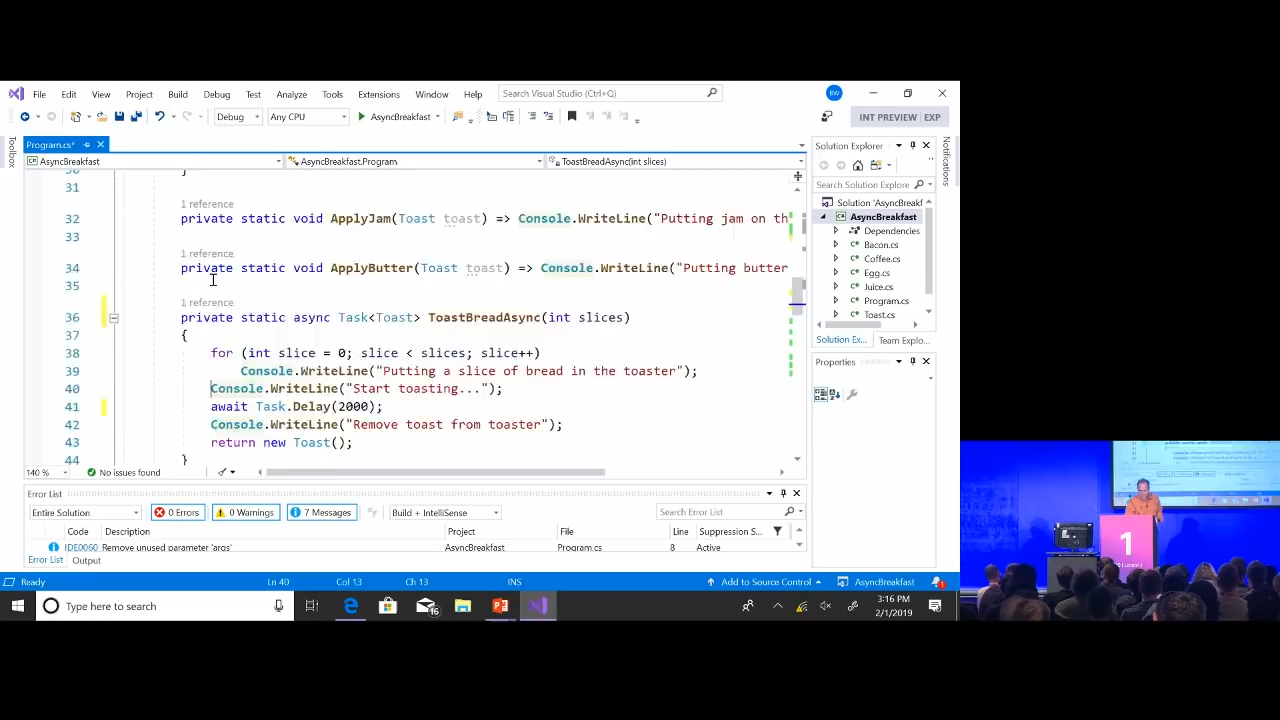 File Edit View Project Build Debug Team Test Analyze Tools Extensions Window Help Search Visual Studio (Ctrl+Q) BW
Debug Any CPU AsyncBreakfast INT PREVIEW EXP
Toolbox
Program.cs*
AsyncBreakfast AsyncBreakfast.Program ToastBreadAsync(int slices)
31
1 reference
32 private static void ApplyJam(Toast toast) => Console.WriteLine("Putting jam on th
33
1 reference
34 private static void ApplyButter(Toast toast) => Console.WriteLine("Putting butter
35
1 reference
36 private static async Task<Toast> ToastBreadAsync(int slices)
37 {
38 for (int slice = 0; slice < slices; slice++)
39 Console.WriteLine("Putting a slice of bread in the toaster");
40 Console.WriteLine("Start toasting...");
41 await Task.Delay(2000);
42 Console.WriteLine("Remove toast from toaster");
43 return new Toast();
44 }
140 % No issues found
Error List
Entire Solution 0 Errors 0 Warnings 7 Messages Build + IntelliSense Search Error List
Code Description Project File Line Suppression S...
IDE0060 Remove unused parameter 'args' AsyncBreakfast Program.cs 8 Active
Error List Output
Solution Explorer
Search Solution Explore
Solution 'AsyncBreakf
AsyncBreakfast
Dependencies
Bacon.cs
Coffee.cs
Egg.cs
Juice.cs
Program.cs
Toast.cs
Solution Ex... Team Explo...
Properties
Notifications
Ready Ln 40 Col 13 Ch 13 INS Add to Source Control AsyncBreakfast 1
Type here to search 16 3:16 PM
2/1/2019
1